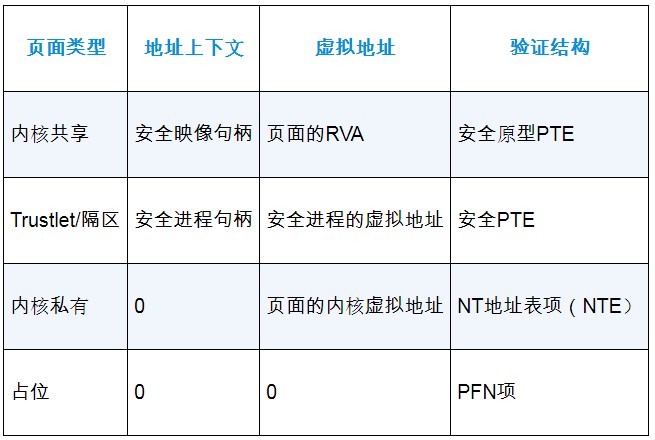 页面类型 地址上下文 虚拟地址 验证结构
内核共享 安全映像句柄 页面的RVA 安全原型PTE
Trustlet/隔区 安全进程句柄 安全进程的虚拟地址 安全PTE
内核私有 0 页面的内核虚拟地址 NT地址表项（NTE）
占位 0 0 PFN项